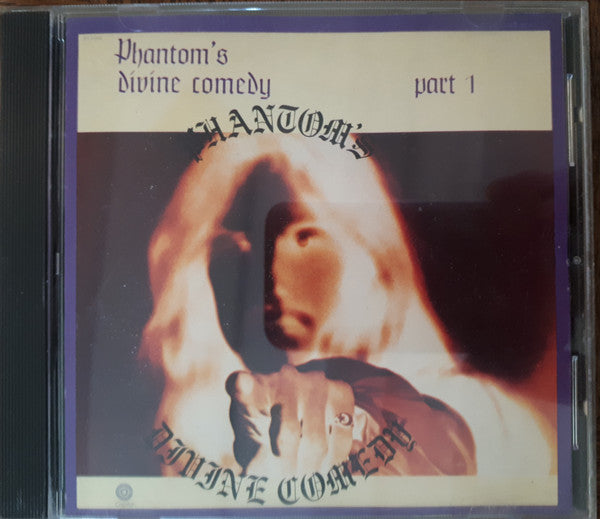 Phantom's
divine comedy part 1
PHANTOM'S
DIVINE COMEDY